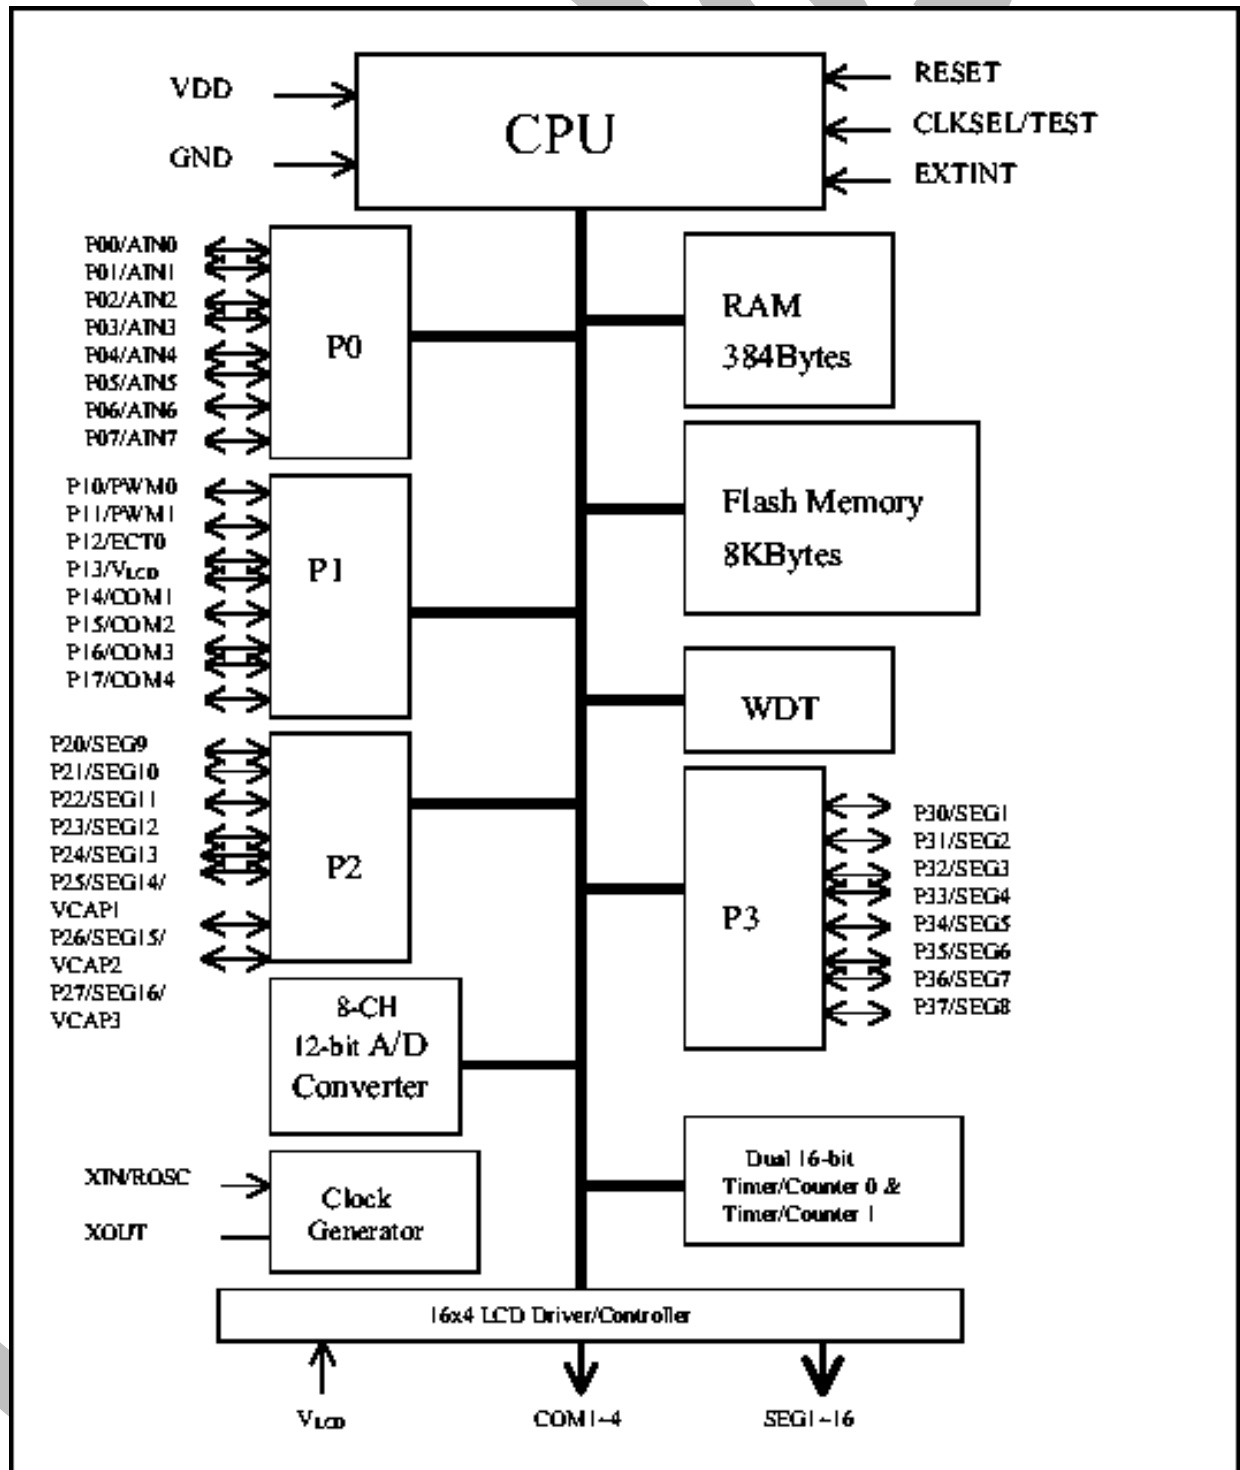 VDD
GND
CPU
RESET
CLKSEL/TEST
EXTINT
P00/AIN0
P01/AIN1
P02/AIN2
P03/AIN3
P04/AIN4
P05/AIN5
P06/AIN6
P07/AIN7
P0
RAM
384Bytes
P10/PWM0
P11/PWM1
P12/ECT0
P13/VLCD
P14/COM1
P15/COM2
P16/COM3
P17/COM4
P1
Flash Memory
8KBytes
WDT
P20/SEG9
P21/SEG10
P22/SEG11
P23/SEG12
P24/SEG13
P25/SEG14/
VCAP1
P26/SEG15/
VCAP2
P27/SEG16/
VCAP3
P2
P3
P30/SEG1
P31/SEG2
P32/SEG3
P33/SEG4
P34/SEG5
P35/SEG6
P36/SEG7
P37/SEG8
8-CH
12-bit A/D
Converter
XIN/ROSC
XOUT
Clock
Generator
Dual 16-bit
Timer/Counter 0 &
Timer/Counter 1
16x4 LCD Driver/Controller
VLCD
COM1~4
SEG1~16